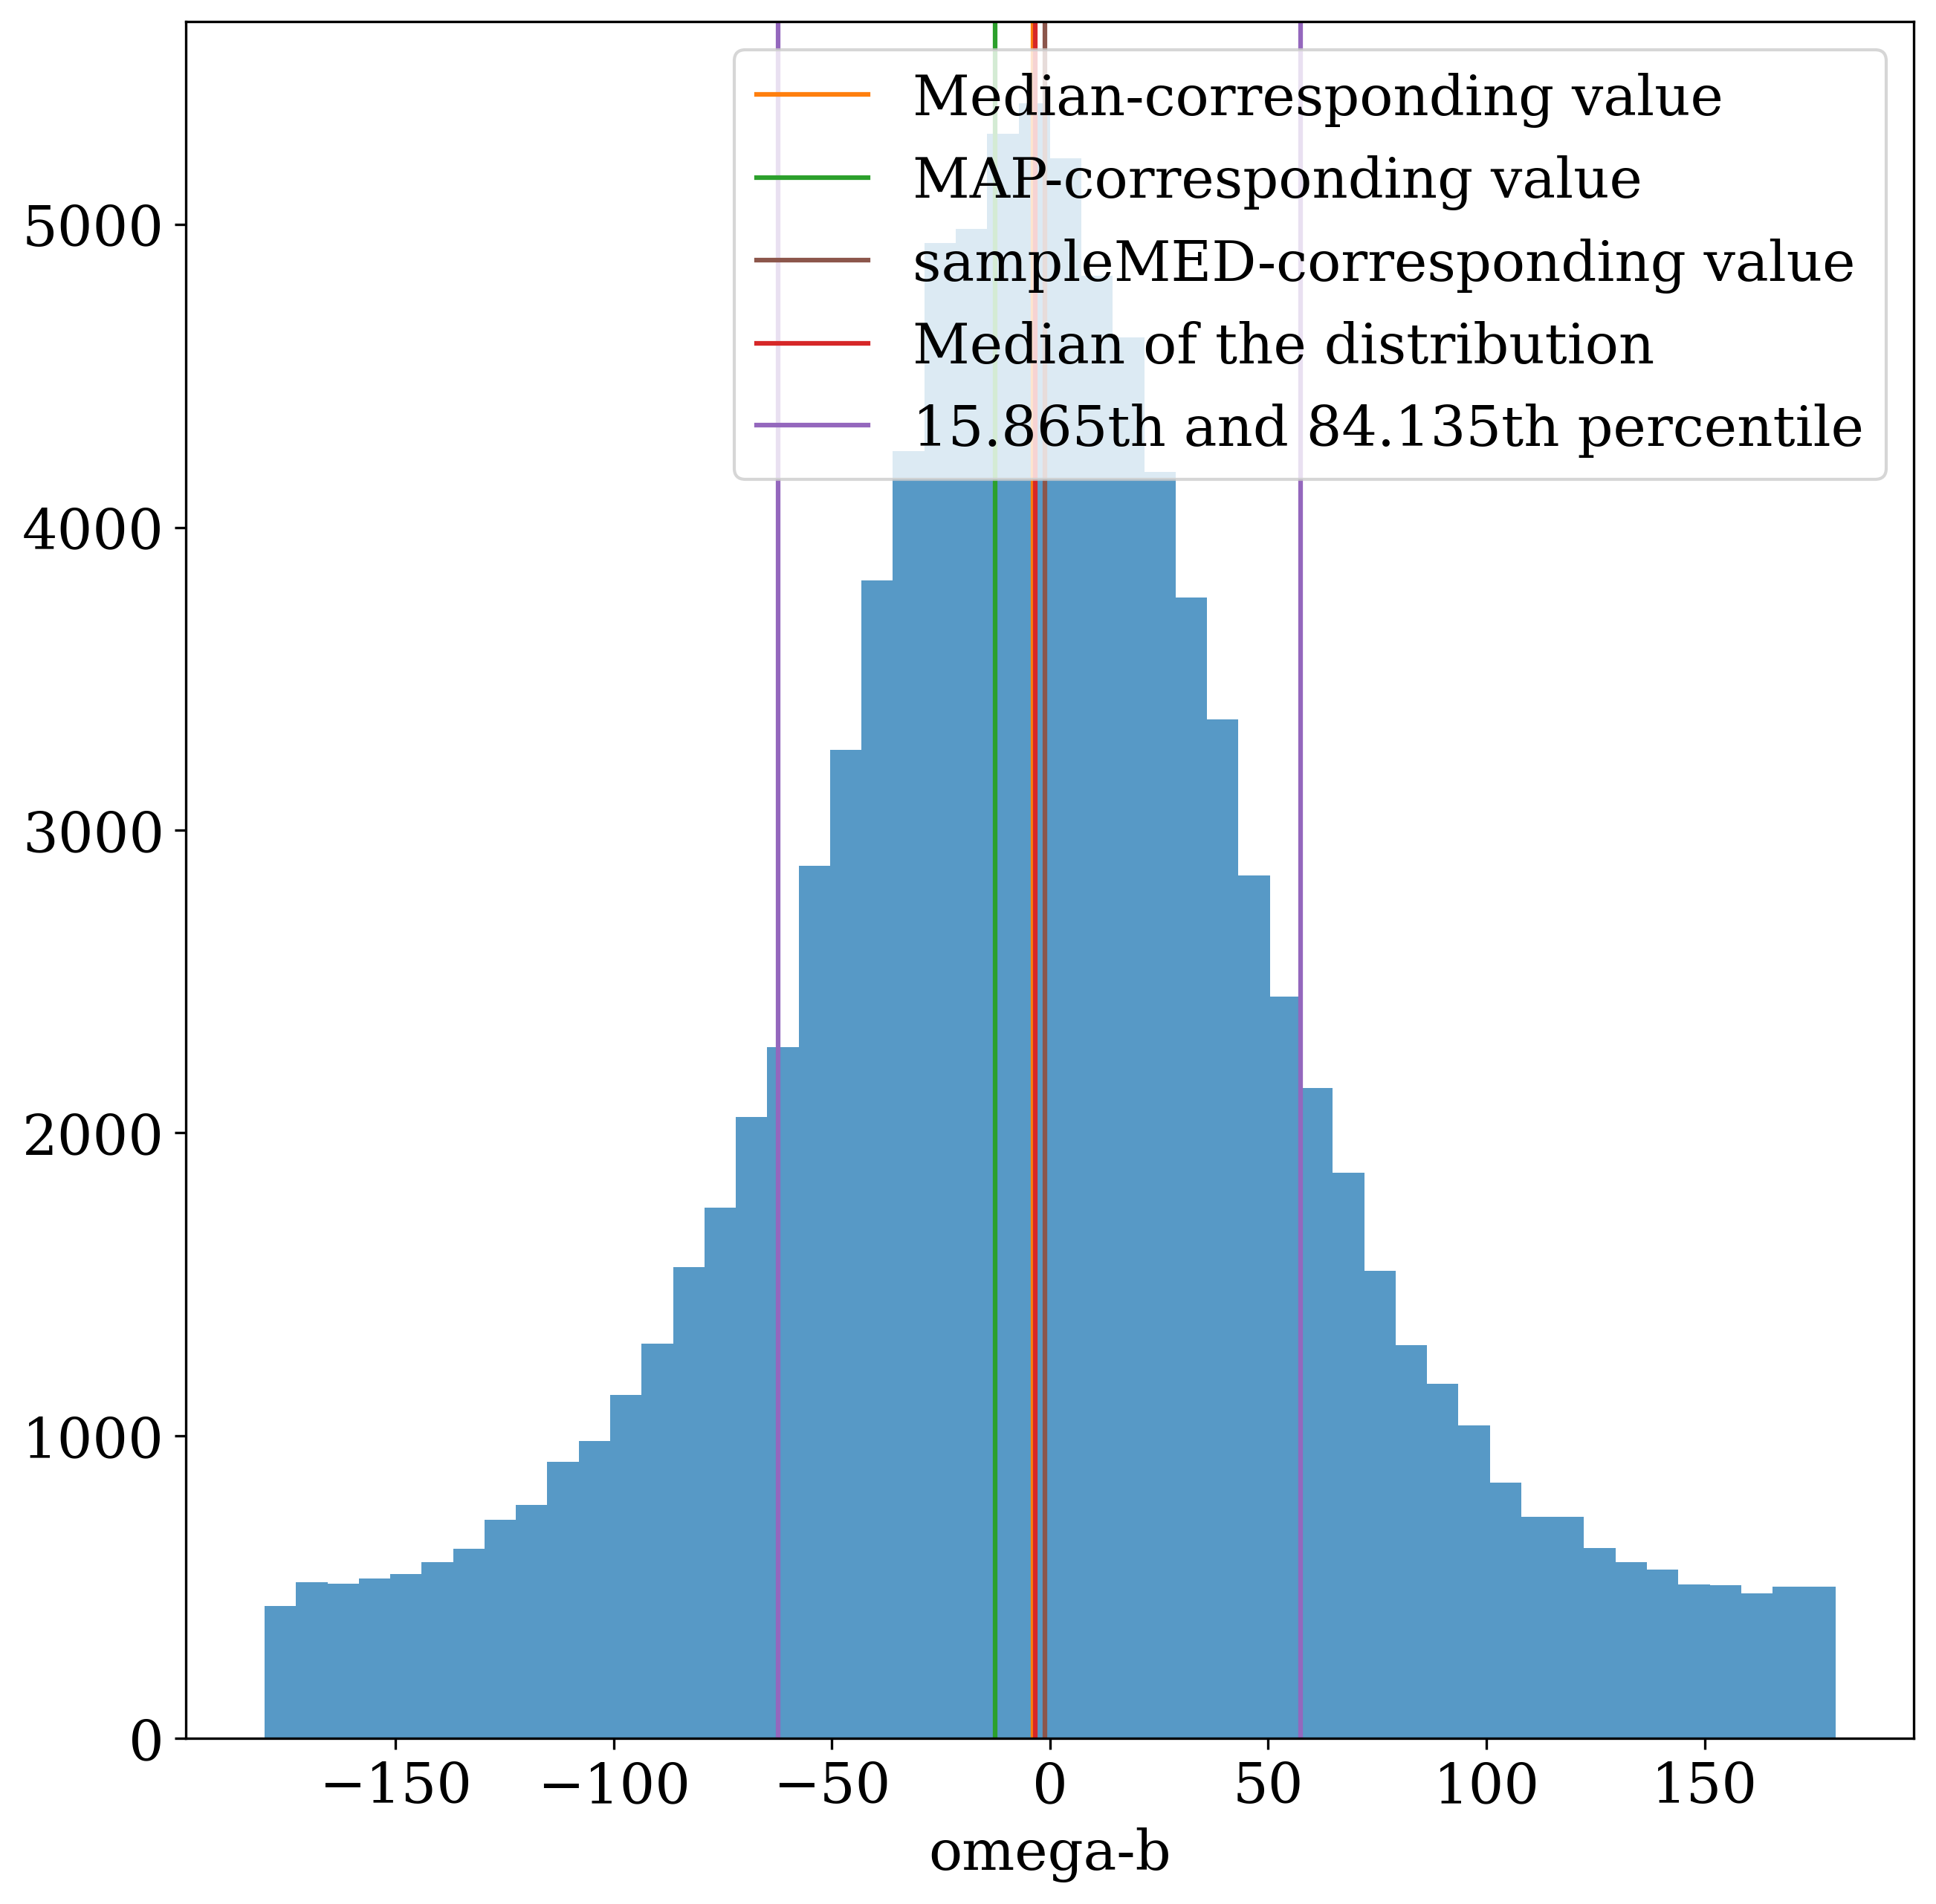 Median-corresponding value
MAP-corresponding value
sampleMED-corresponding value
Median of the distribution
15.865th and 84.135th percentile
5000
4000
3000
2000
1000
0
−150 −100 −50 0 50 100 150
omega-b